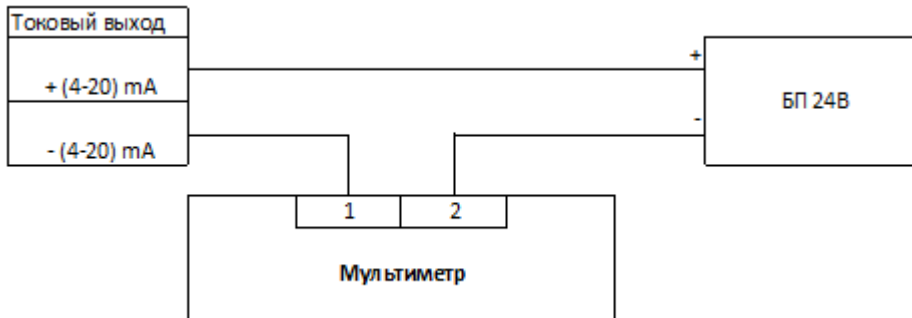 Токовый выход
+ (4-20) mA
- (4-20) mA
+
-
БП 24В
1
2
Мультиметр